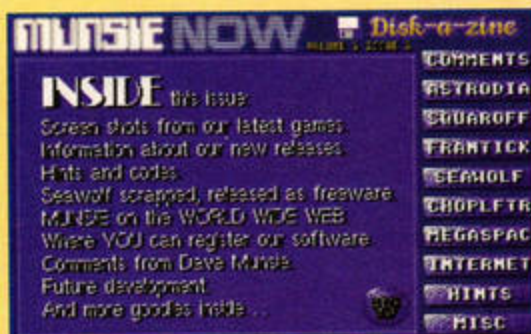 MUNSIE NOW
Disk-a-zine
INSIDE this issue:
Screen shots from our latest games.
Information about our new releases.
Hints and codes.
Seawolf scrapped, released as freeware.
MUNSIE on the WORLD WIDE WEB
Where YOU can register our software.
Comments from Dave Munsie.
Future development.
And more goodies inside . . .
COMMENTS
ASTRODIA
SQUAROFF
FRANTICK
SEAWOLF
CHOPLFTR
MEGASPAC
INTERNET
HINTS
MISC